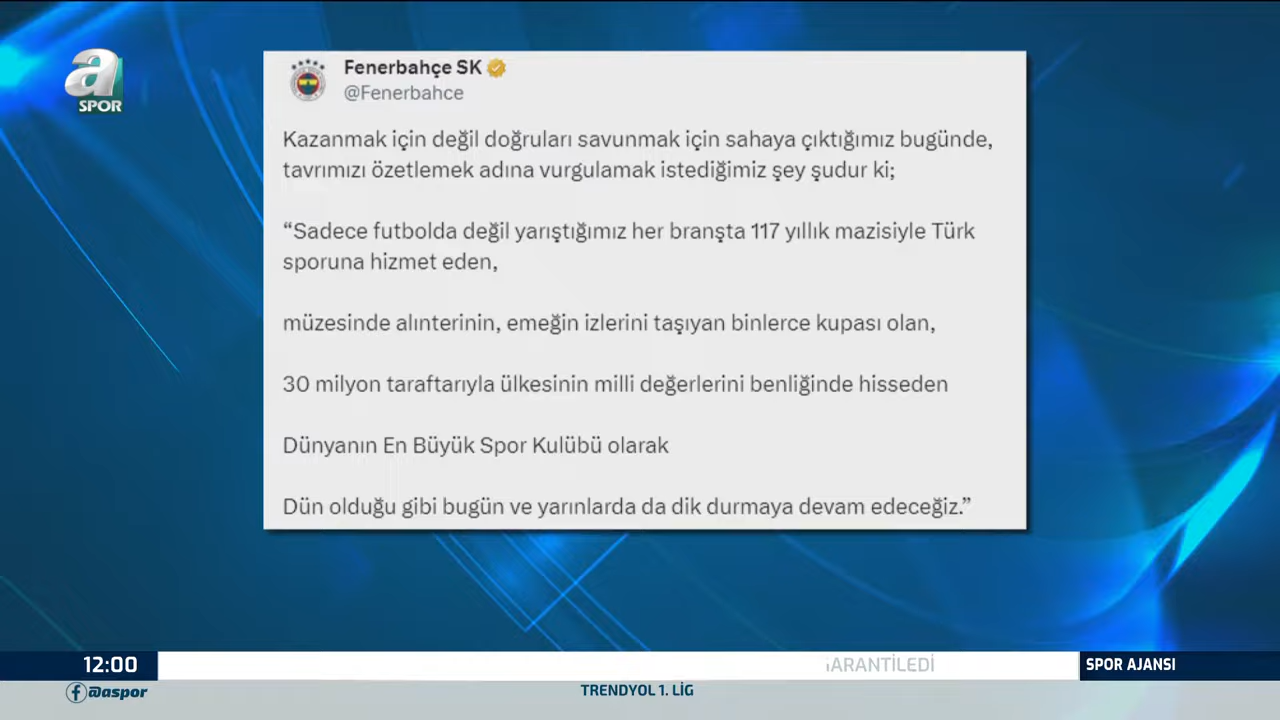 a
SPOR
Fenerbahçe SK
@Fenerbahce
Kazanmak için değil doğruları savunmak için sahaya çıktığımız bugünde,
tavrımızı özetlemek adına vurgulamak istediğimiz şey şudur ki;
“Sadece futbolda değil yarıştığımız her branşta 117 yıllık mazisiyle Türk
sporuna hizmet eden,
müzesinde alınterinin, emeğin izlerini taşıyan binlerce kupası olan,
30 milyon taraftarıyla ülkesinin milli değerlerini benliğinde hisseden
Dünyanın En Büyük Spor Kulübü olarak
Dün olduğu gibi bugün ve yarınlarda da dik durmaya devam edeceğiz.”
12:00
SPOR AJANSI
@aspor
TRENDYOL 1. LİG